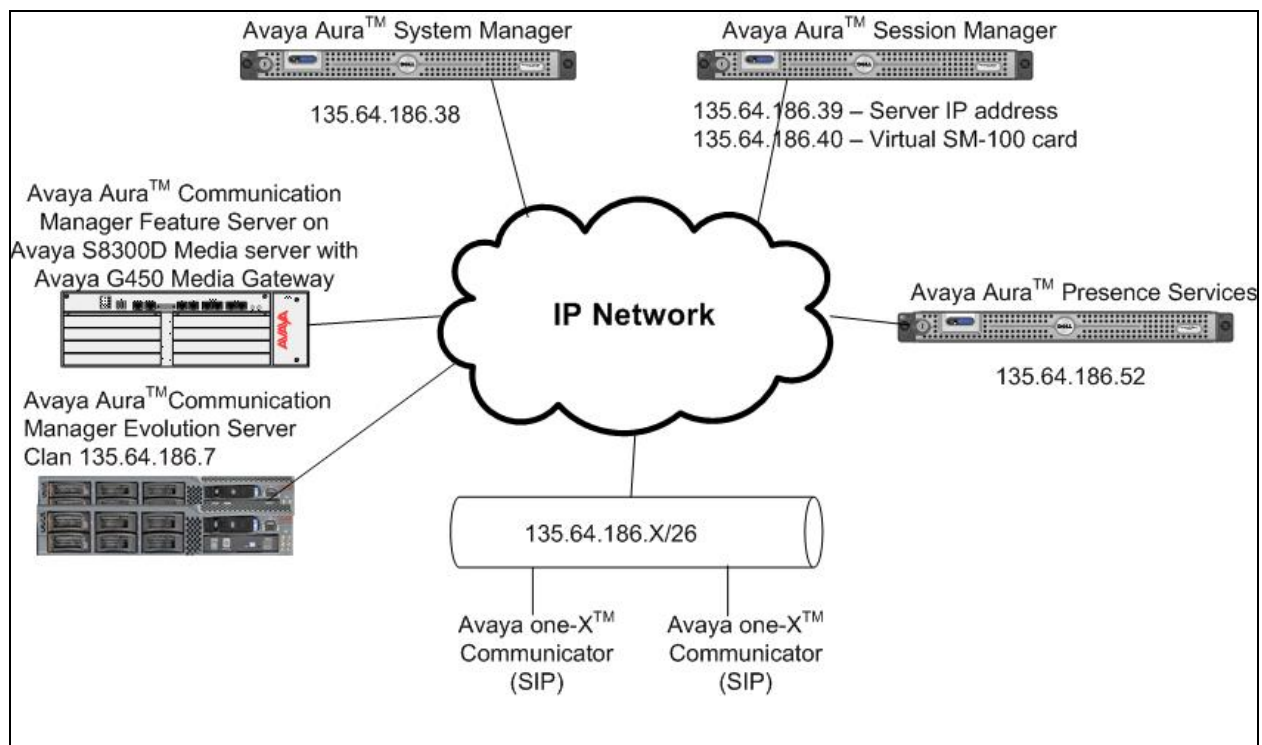 Avaya Aura™ System Manager
135.64.186.38
Avaya Aura™ Session Manager
135.64.186.39 – Server IP address
135.64.186.40 – Virtual SM-100 card
Avaya Aura™ Communication
Manager Feature Server on
Avaya S8300D Media server with
Avaya G450 Media Gateway
AVAYA
IP Network
Avaya Aura™ Presence Services
135.64.186.52
Avaya Aura™Communication
Manager Evolution Server
Clan 135.64.186.7
135.64.186.X/26
Avaya one-X™
Communicator
(SIP)
Avaya one-X™
Communicator
(SIP)